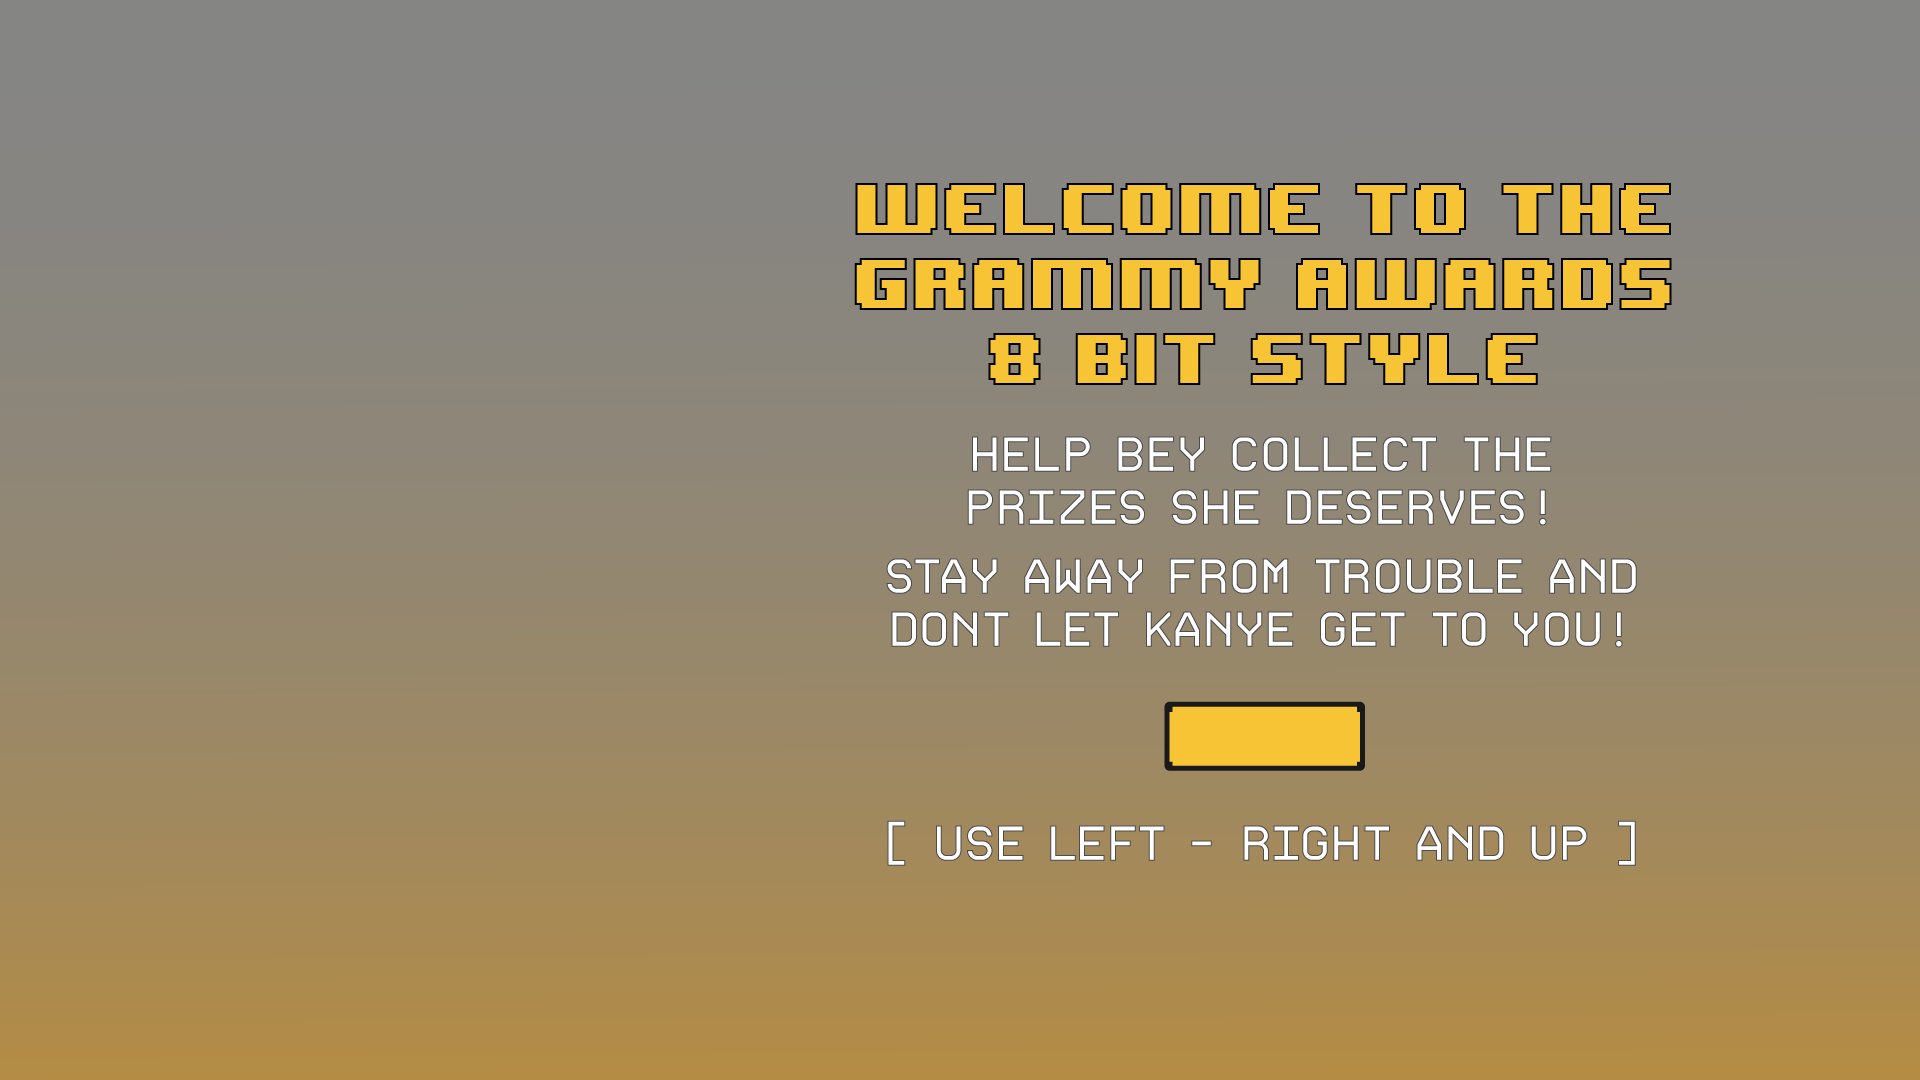 WELCOME TO THE
GRAMMY AWARDS
8 BIT STYLE
HELP BEY COLLECT THE
PRIZES SHE DESERVES!
STAY AWAY FROM TROUBLE AND
DONT LET KANYE GET TO YOU!
[ USE LEFT - RIGHT AND UP ]